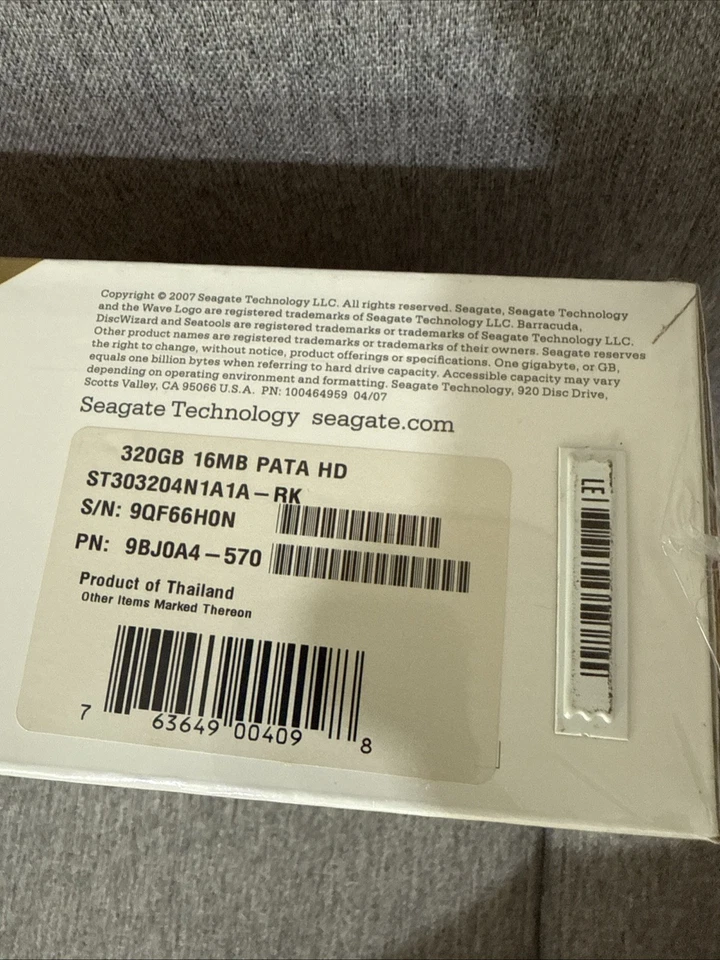 Copyright © 2007 Seagate Technology LLC. All rights reserved. Seagate, Seagate Technology
and the Wave Logo are registered trademarks of Seagate Technology LLC. Barracuda,
DiscWizard and Seatools are registered trademarks or trademarks of Seagate Technology LLC.
Other product names are registered trademarks or trademarks of their owners. Seagate reserves
the right to change, without notice, product offerings or specifications. One gigabyte, or GB,
equals one billion bytes when referring to hard drive capacity. Accessible capacity may vary
depending on operating environment and formatting. Seagate Technology, 920 Disc Drive,
Scotts Valley, CA 95066 U.S.A. PN: 100464959 04/07
Seagate Technology seagate.com
320GB 16MB PATA HD
ST303204N1A1A-RK
S/N: 9QF66H0N
PN: 9BJ0A4-570
Product of Thailand
Other Items Marked Thereon
7 63649 00409 8
LE